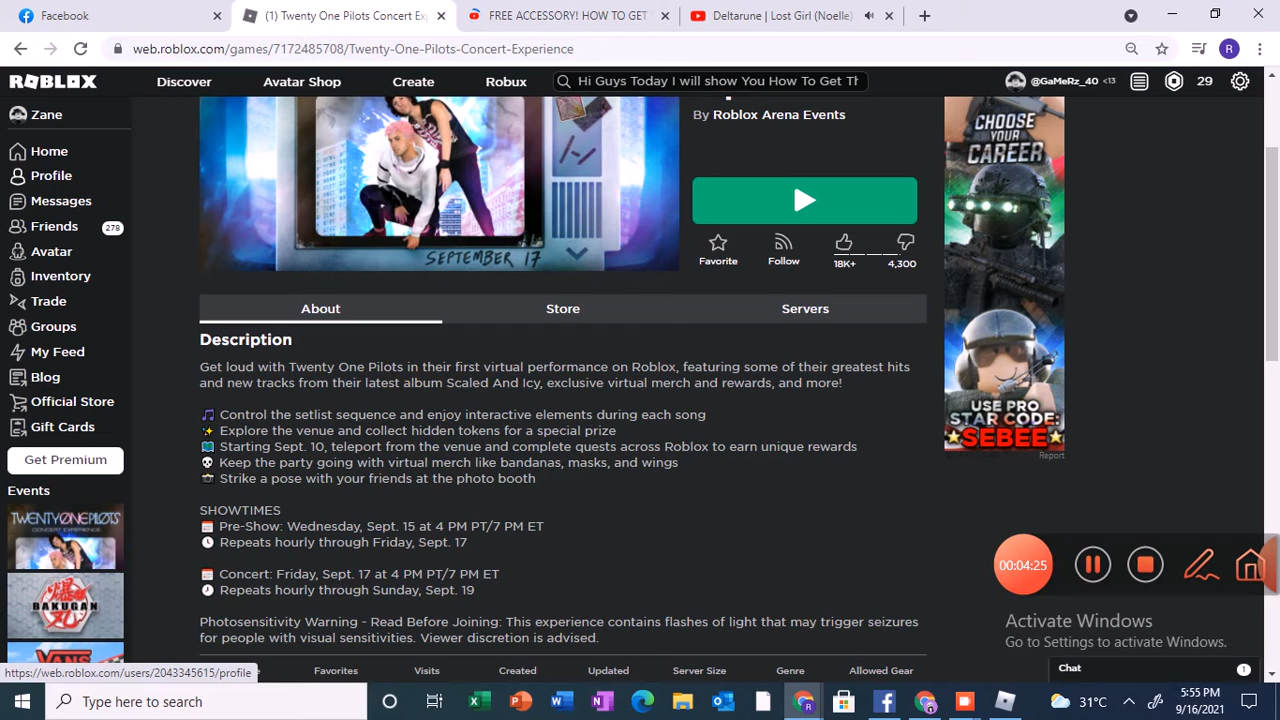 Facebook
(1) Twenty One Pilots Concert Exp
FREE ACCESSORY! HOW TO GET
Deltarune | Lost Girl (Noelle)
web.roblox.com/games/7172485708/Twenty-One-Pilots-Concert-Experience
R
ROBLOX
Discover
Avatar Shop
Create
Robux
Hi Guys Today I will show You How To Get Th
@GaMeRz_40
<13
29
Zane
Home
Profile
Messages
Friends
278
Avatar
Inventory
Trade
Groups
My Feed
Blog
Official Store
Gift Cards
Get Premium
Events
TWENTY ONE PILOTS
CONCERT EXPERIENCE
BAKUGAN
VANS
SEPTEMBER 17
By Roblox Arena Events
Favorite
Follow
18K+
4,300
About
Store
Servers
Description
Get loud with Twenty One Pilots in their first virtual performance on Roblox, featuring some of their greatest hits
and new tracks from their latest album Scaled And Icy, exclusive virtual merch and rewards, and more!
🎵 Control the setlist sequence and enjoy interactive elements during each song
✨ Explore the venue and collect hidden tokens for a special prize
Starting Sept. port from the venue and complete quests across Roblox to earn unique rewards
💀 Keep the party going with virtual merch like bandanas, masks, and wings
📷 Strike a pose with your friends at the photo booth
SHOWTIMES
Pre-Show: Wednesday, Sept. 15 at 4 PM PT/7 PM ET
Repeats hourly through Friday, Sept. 17
Concert: Friday, Sept. 17 at 4 PM PT/7 PM ET
Repeats hourly through Sunday, Sept. 19
Photosensitivity Warning - Read Before Joining: This experience contains flashes of light that may trigger seizures
for people with visual sensitivities. Viewer discretion is advised.
Favorites
Visits
Created
Updated
Server Size
Genre
Allowed Gear
https://web.roblox.com/users/2043345615/profile
CHOOSE
YOUR
CAREER
USE PRO
STAR CODE:
SEBEE
Report
00:04:25
Activate Windows
Go to Settings to activate Windows.
Chat
1
Type here to search
31°C
5:55 PM
9/16/2021